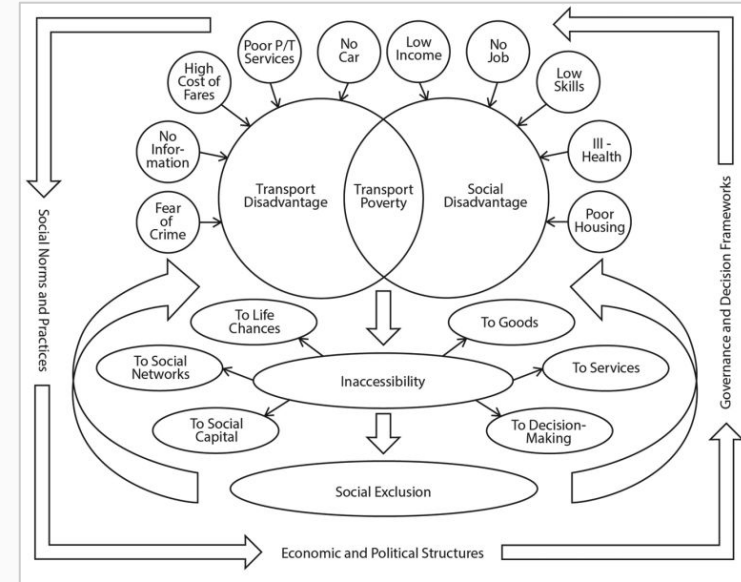 Poor P/T
Services
No
Car
Low
Income
No
Job
High
Cost of
Fares
Low
Skills
No
Infor-
mation
Ill -
Health
Fear
of
Crime
Poor
Housing
Transport
Disadvantage
Transport
Poverty
Social
Disadvantage
Social Norms and Practices
Governance and Decision Frameworks
To Life
Chances
To Goods
To Social
Networks
Inaccessibility
To Services
To Social
Capital
To Decision-
Making
Social Exclusion
Economic and Political Structures